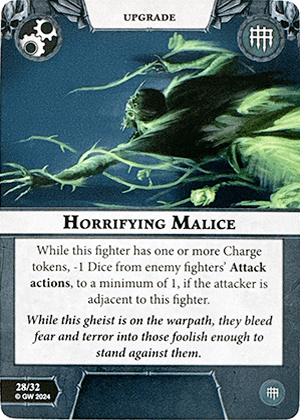 UPGRADE
HORRIFYING MALICE
While this fighter has one or more Charge
tokens, -1 Dice from enemy fighters' Attack
actions, to a minimum of 1, if the attacker is
adjacent to this fighter.
While this gheist is on the warpath, they bleed
fear and terror into those foolish enough to
stand against them.
28/32
© GW 2024